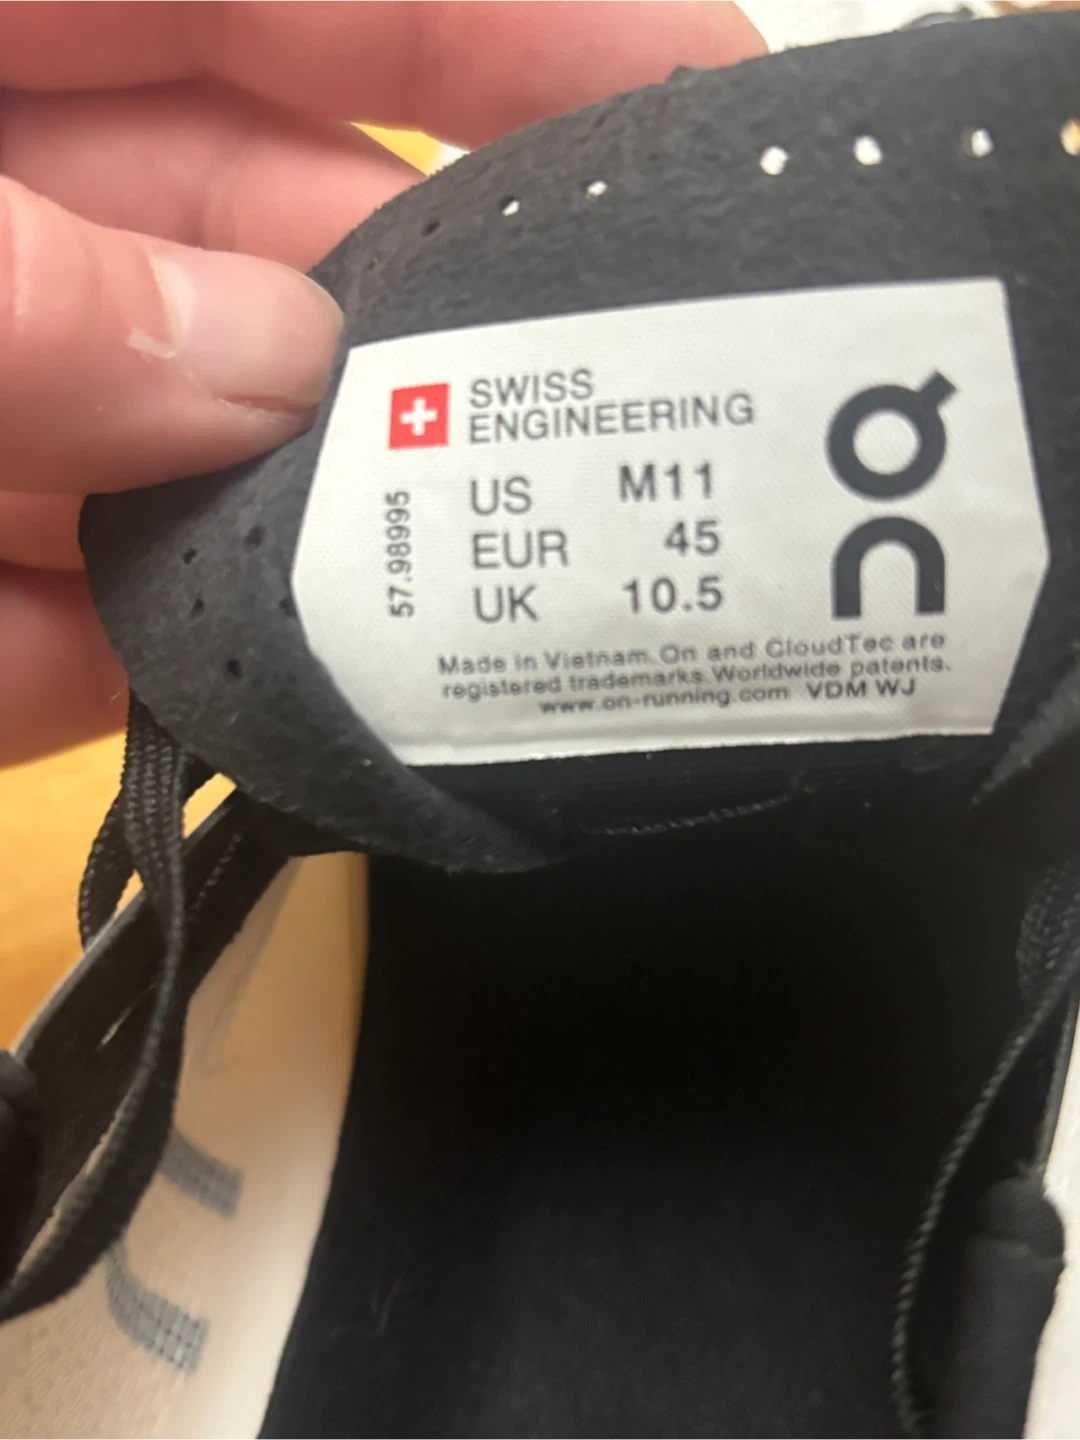 SWISS
ENGINEERING
US M11
EUR 45
UK 10.5
57.98995
Made in Vietnam. On and CloudTec are
registered trademarks. Worldwide patents.
www.on-running.com VDM WJ
On